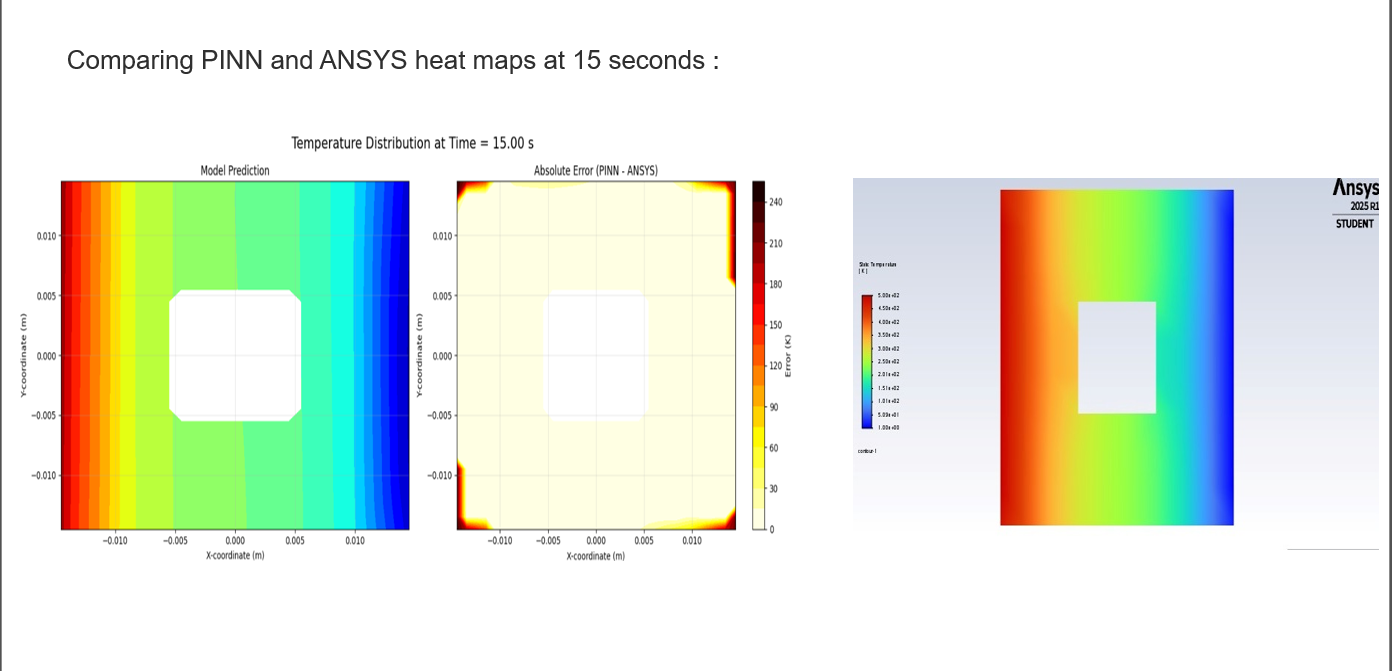 Comparing PINN and ANSYS heat maps at 15 seconds :
Temperature Distribution at Time = 15.00 s
Model Prediction
Y-coordinate (m)
0.010
0.005
0.000
−0.005
−0.010
−0.010
−0.005
0.000
0.005
0.010
X-coordinate (m)
Absolute Error (PINN - ANSYS)
Y-coordinate (m)
0.010
0.005
0.000
−0.005
−0.010
−0.010
−0.005
0.000
0.005
0.010
X-coordinate (m)
240
210
180
150
120
90
60
30
0
Error (K)
Ansys
2025 R1
STUDENT
Static Temperature
[ K ]
5.00e+02
4.50e+02
4.00e+02
3.50e+02
3.00e+02
2.50e+02
2.01e+02
1.51e+02
1.01e+02
5.09e+01
1.00e+00
contour-1